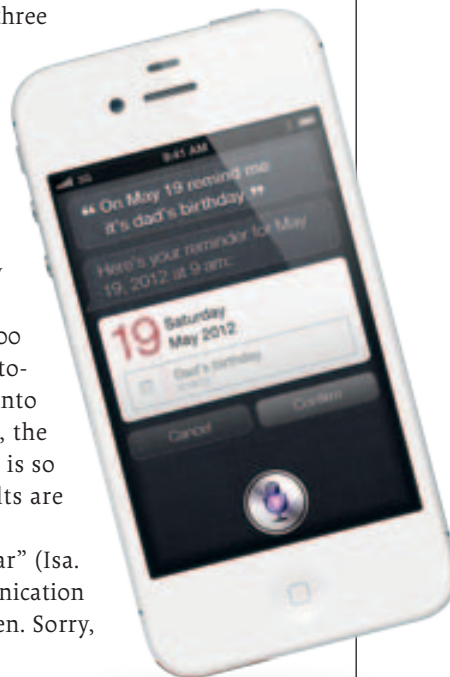 three
9:41 AM
3G
“ On May 19 remind me
it's dad's birthday ”
Here's your reminder for May
19, 2012 at 9 am:
19 Saturday
May 2012
Dad's birthday
Cancel Confirm
y
oo
to-
nto
, the
is so
lts are
ar” (Isa.
nication
en. Sorry,